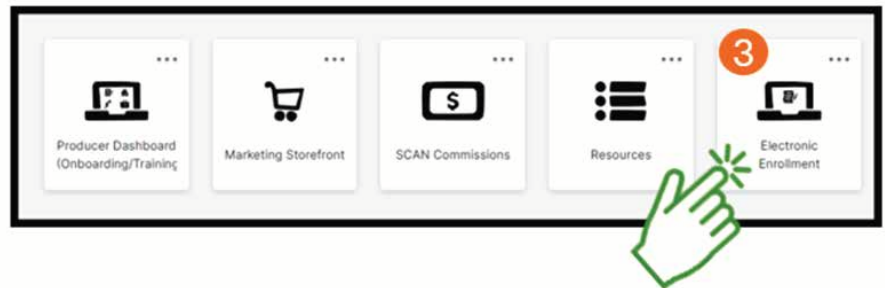 3
Producer Dashboard
(Onboarding/Training
Marketing Storefront
$
SCAN Commissions
Resources
Electronic
Enrollment